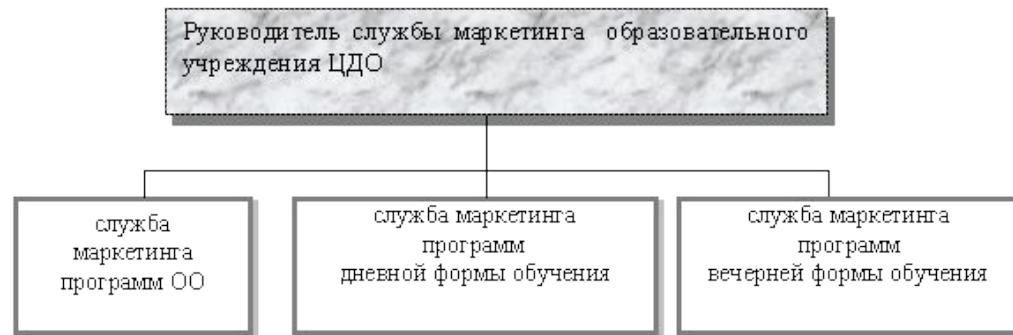 Руководитель службы маркетинга образовательного
учреждения ЦДО
служба
маркетинга
программ ОО
служба маркетинга
программ
дневной формы обучения
служба маркетинга
программ
вечерней формы обучения